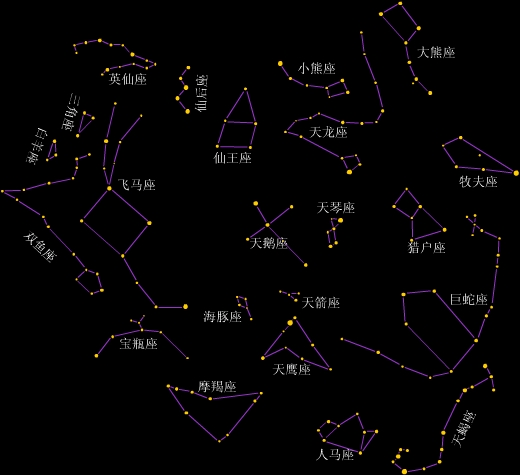 大熊座
小熊座
英仙座
仙后座
三角座
白羊座
天龙座
仙王座
牧夫座
飞马座
天琴座
双鱼座
天鹅座
猎户座
天箭座
巨蛇座
海豚座
宝瓶座
天鹰座
摩羯座
天蝎座
人马座